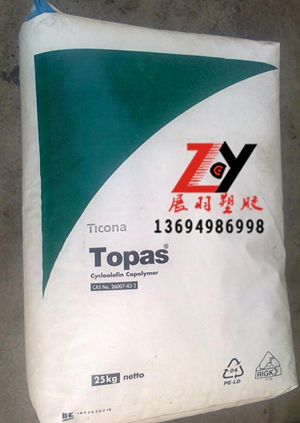 ZY
展羽塑胶
13694986998
Ticona
Topas®
Cycloolefin Copolymer
CAS No. 26007-43-2
25kg netto
04
PE-LD
RIGK